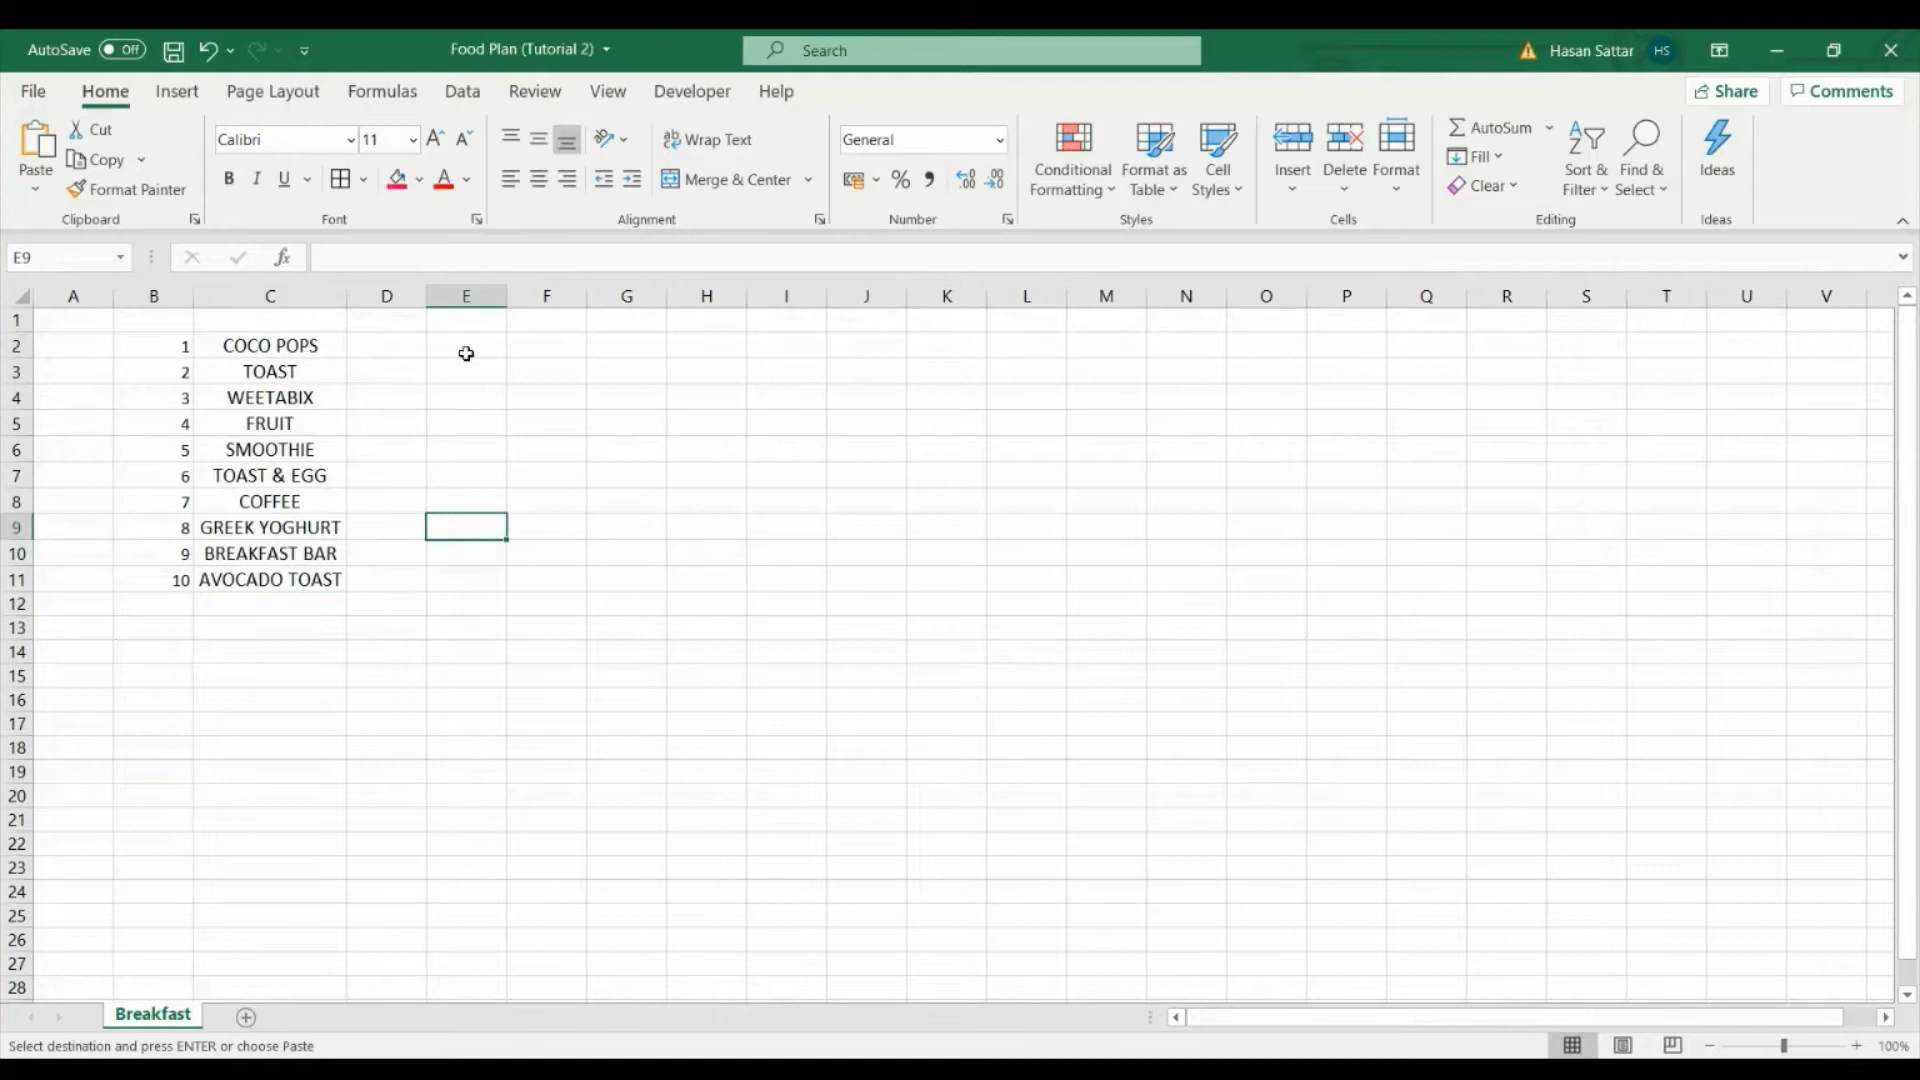 AutoSave Off Food Plan (Tutorial 2) Search Hasan Sattar HS
File Home Insert Page Layout Formulas Data Review View Developer Help Share Comments
Paste
Cut
Copy
Format Painter
Clipboard
Calibri 11
B I U
Font
Wrap Text
Merge & Center
Alignment
General
Number
Conditional Formatting
Format as Table
Cell Styles
Styles
Insert Delete Format
Cells
AutoSum
Fill
Clear
Sort & Filter
Find & Select
Editing
Ideas
Ideas
E9 fx
A B C D E F G H I J K L M N O P Q R S T U V
1
2 1 COCO POPS
3 2 TOAST
4 3 WEETABIX
5 4 FRUIT
6 5 SMOOTHIE
7 6 TOAST & EGG
8 7 COFFEE
9 8 GREEK YOGHURT
10 9 BREAKFAST BAR
11 10 AVOCADO TOAST
12
13
14
15
16
17
18
19
20
21
22
23
24
25
26
27
28
Breakfast
Select destination and press ENTER or choose Paste 100%